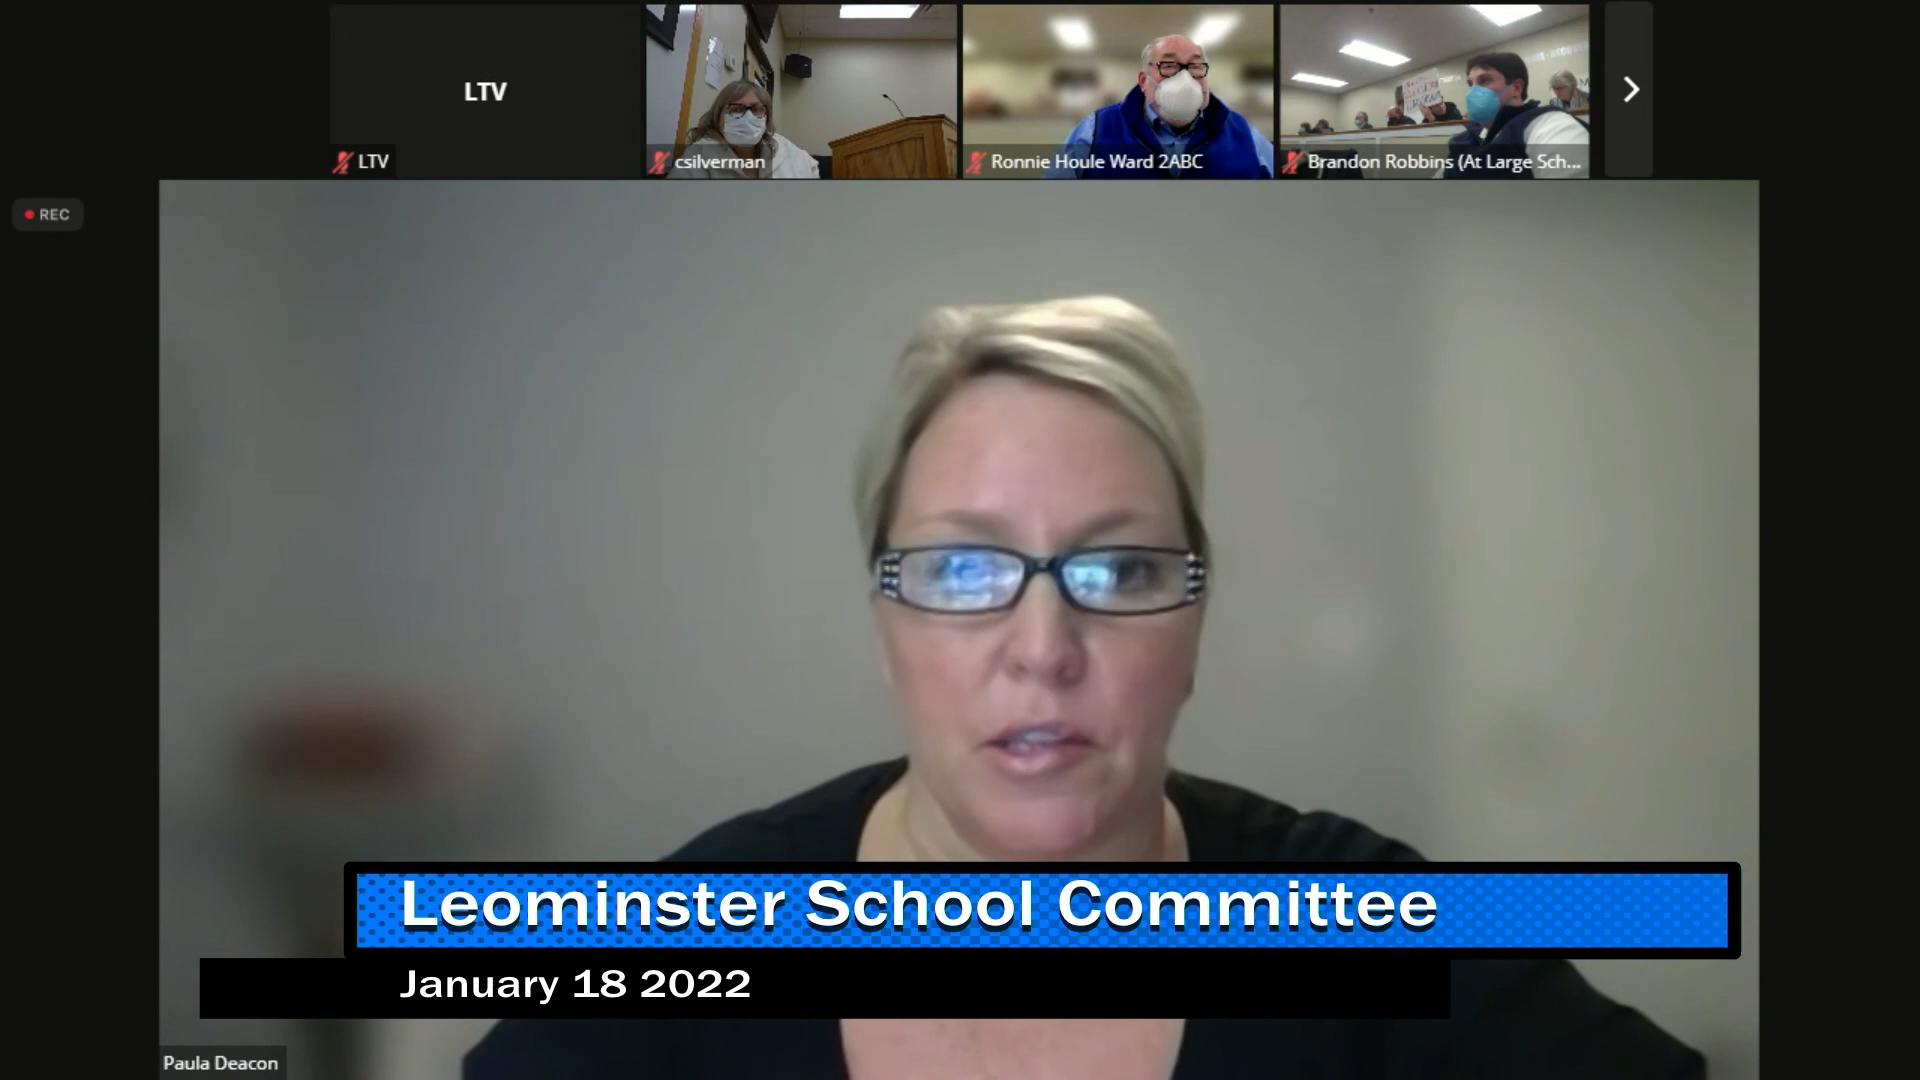 LTV
LTV
csilverman
Ronnie Houle Ward 2ABC
Brandon Robbins (At Large Sch...
REC
Leominster School Committee
January 18 2022
Paula Deacon